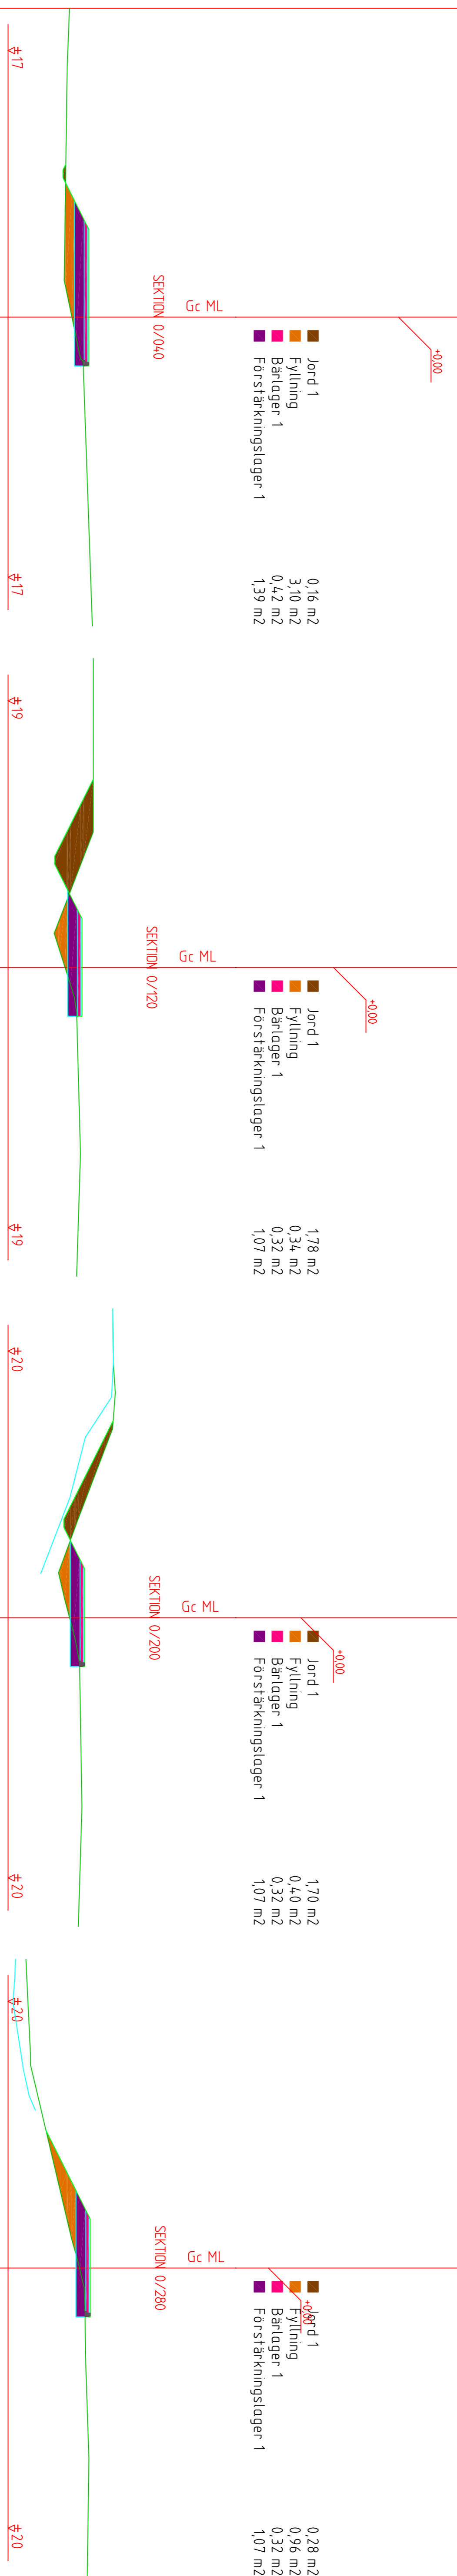 +0,00
Gc ML
Jord 1 0,16 m2
Fyllning 3,10 m2
Bärlager 1 0,42 m2
Förstärkningslager 1 1,39 m2
SEKTION 0/040
+17 +17
+0,00
Gc ML
Jord 1 1,78 m2
Fyllning 0,34 m2
Bärlager 1 0,32 m2
Förstärkningslager 1 1,07 m2
SEKTION 0/120
+19 +19
+0,00
Gc ML
Jord 1 1,70 m2
Fyllning 0,40 m2
Bärlager 1 0,32 m2
Förstärkningslager 1 1,07 m2
SEKTION 0/200
+20 +20
+0,00
Gc ML
Jord 1 0,28 m2
Fyllning 0,96 m2
Bärlager 1 0,32 m2
Förstärkningslager 1 1,07 m2
SEKTION 0/280
+20 +20